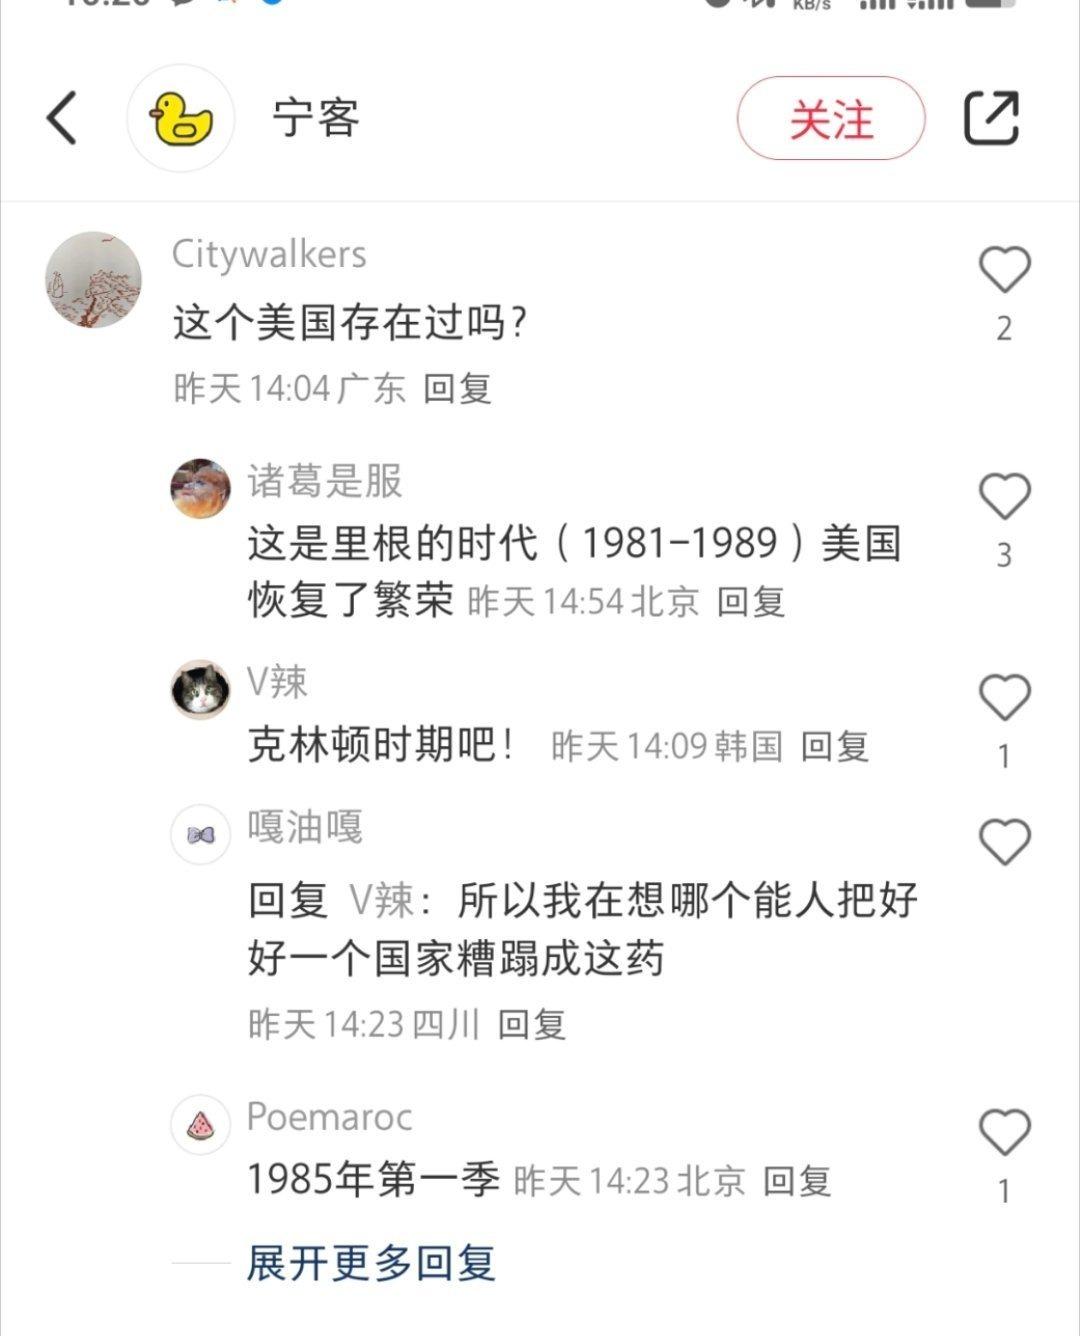 KB/s
宁客
关注
Citywalkers
这个美国存在过吗?
2
昨天 14:04 广东 回复
诸葛是服
这是里根的时代（1981-1989）美国
3
恢复了繁荣 昨天 14:54 北京 回复
V辣
克林顿时期吧！ 昨天 14:09 韩国 回复
1
嘎油嘎
回复 V辣：所以我在想哪个能人把好
好一个国家糟蹋成这药
昨天 14:23 四川 回复
Poemaroc
1985年第一季 昨天 14:23 北京 回复
1
展开更多回复